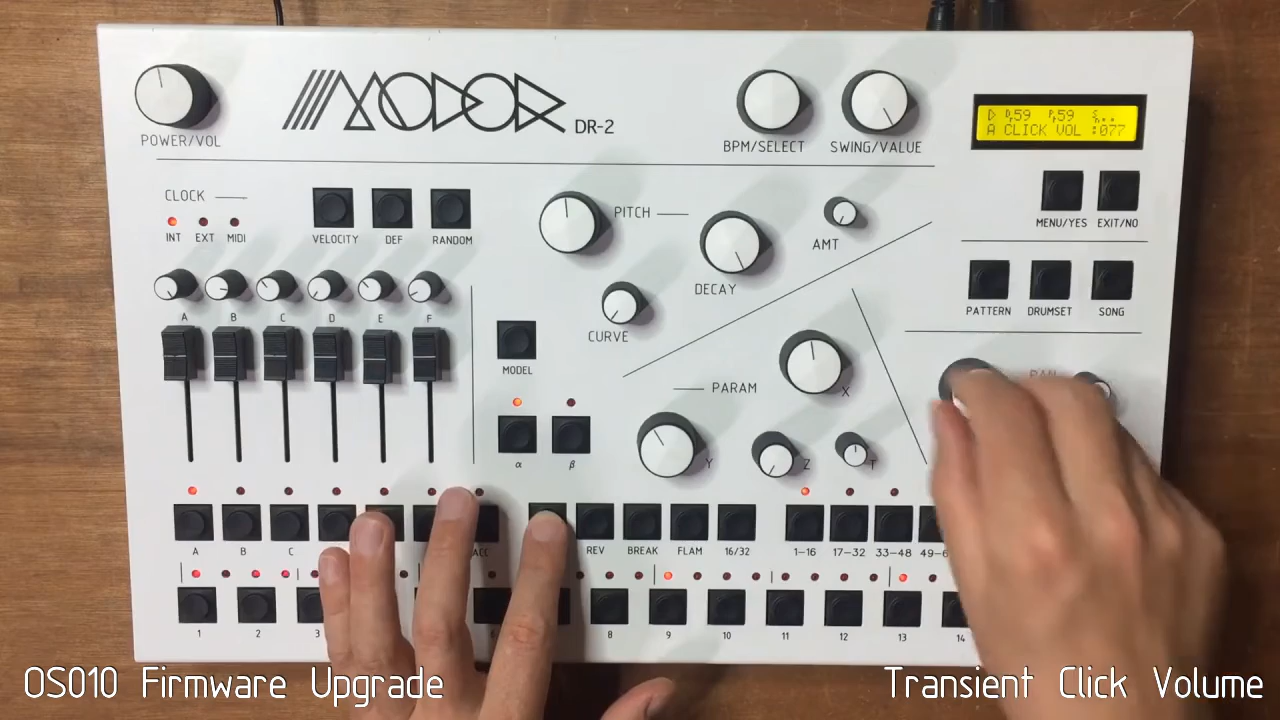 MODOR DR-2
POWER/VOL
BPM/SELECT SWING/VALUE
A CLICK VOL :077
MENU/YES EXIT/NO
CLOCK
INT EXT MIDI
VELOCITY DEF RANDOM
PITCH
AMT
DECAY
CURVE
PATTERN DRUMSET SONG
A B C D E F
MODEL
PARAM
X
Y
Z
T
PAN
α β
A B C
ACC
REV BREAK FLAM 16/32
1-16 17-32 33-48
1 2 3
8 9 10 11 12 13 14
OS010 Firmware Upgrade
Transient Click Volume